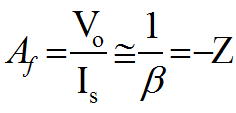 A_f = V_o/I_s ≅ 1/β = -Z